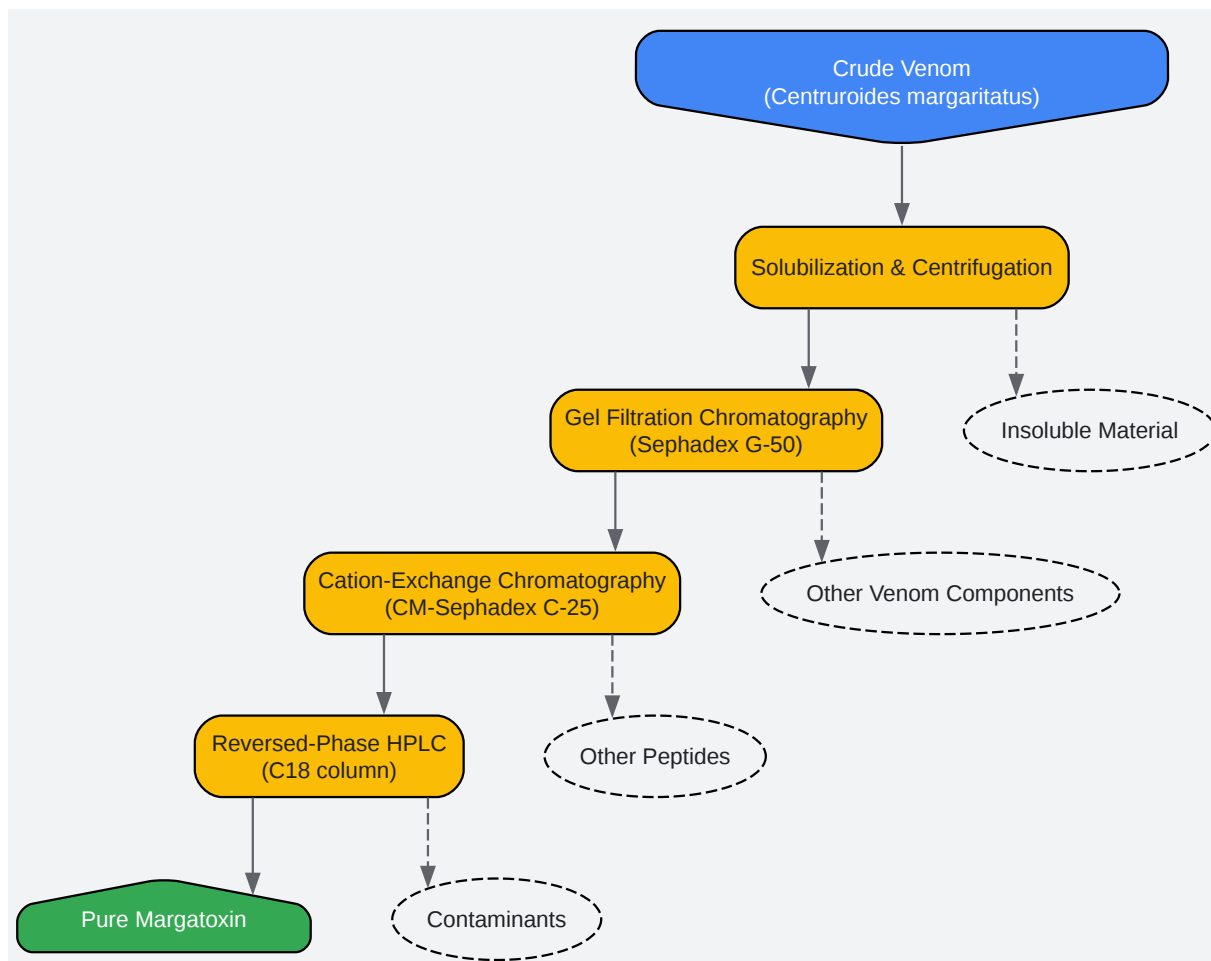 Crude Venom
(Centruroides margaritatus)
Solubilization & Centrifugation
Gel Filtration Chromatography
(Sephadex G-50)
Insoluble Material
Cation-Exchange Chromatography
(CM-Sephadex C-25)
Other Venom Components
Reversed-Phase HPLC
(C18 column)
Other Peptides
Pure Margatoxin
Contaminants